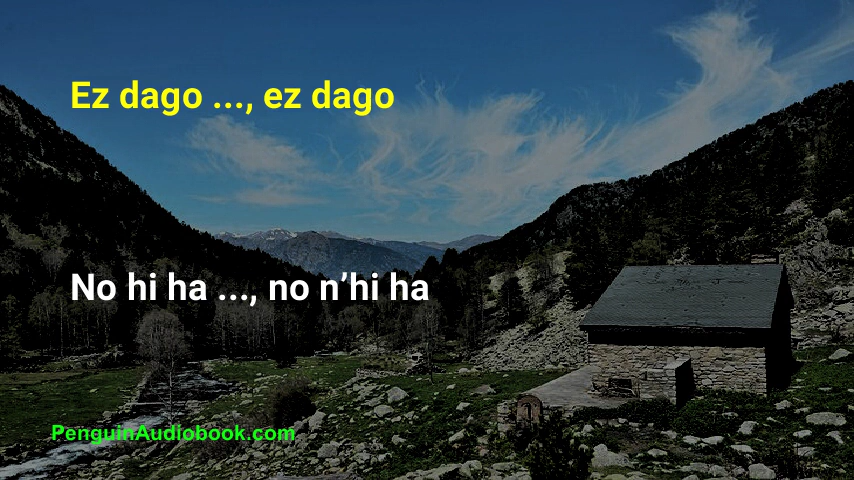 Ez dago ..., ez dago
No hi ha ..., no n’hi ha
PenguinAudiobook.com